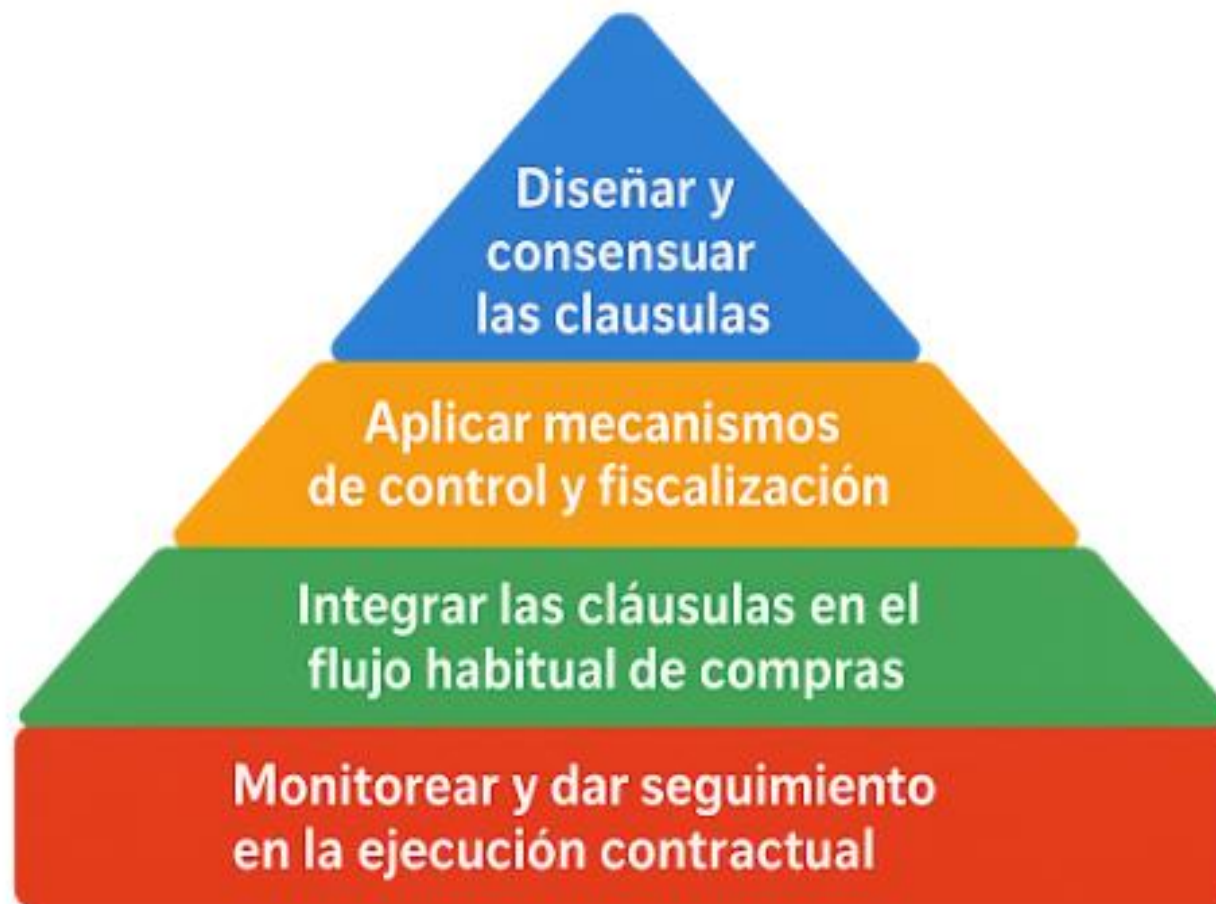 Diseñar y
consensuar
las clausulas
Aplicar mecanismos
de control y fiscalización
Integrar las cláusulas en el
flujo habitual de compras
Monitorear y dar seguimiento
en la ejecución contractual